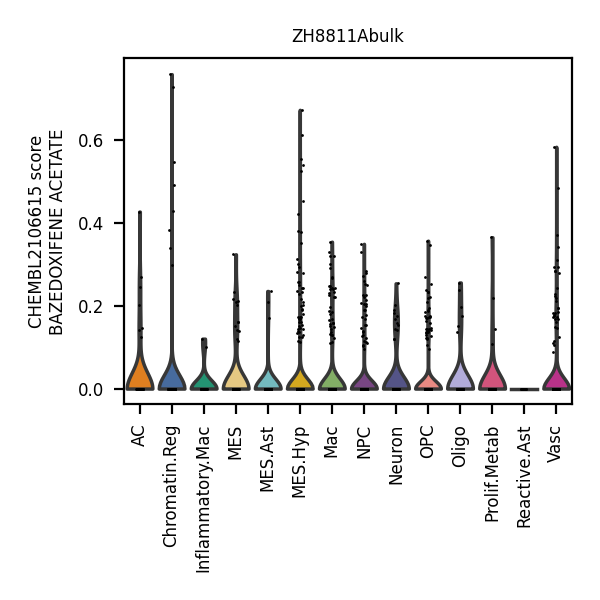 ZH8811Abulk
CHEMBL2106615 score
BAZEDOXIFENE ACETATE
0.6
0.4
0.2
0.0
AC
Chromatin.Reg
Inflammatory.Mac
MES
MES.Ast
MES.Hyp
Mac
NPC
Neuron
OPC
Oligo
Prolif.Metab
Reactive.Ast
Vasc